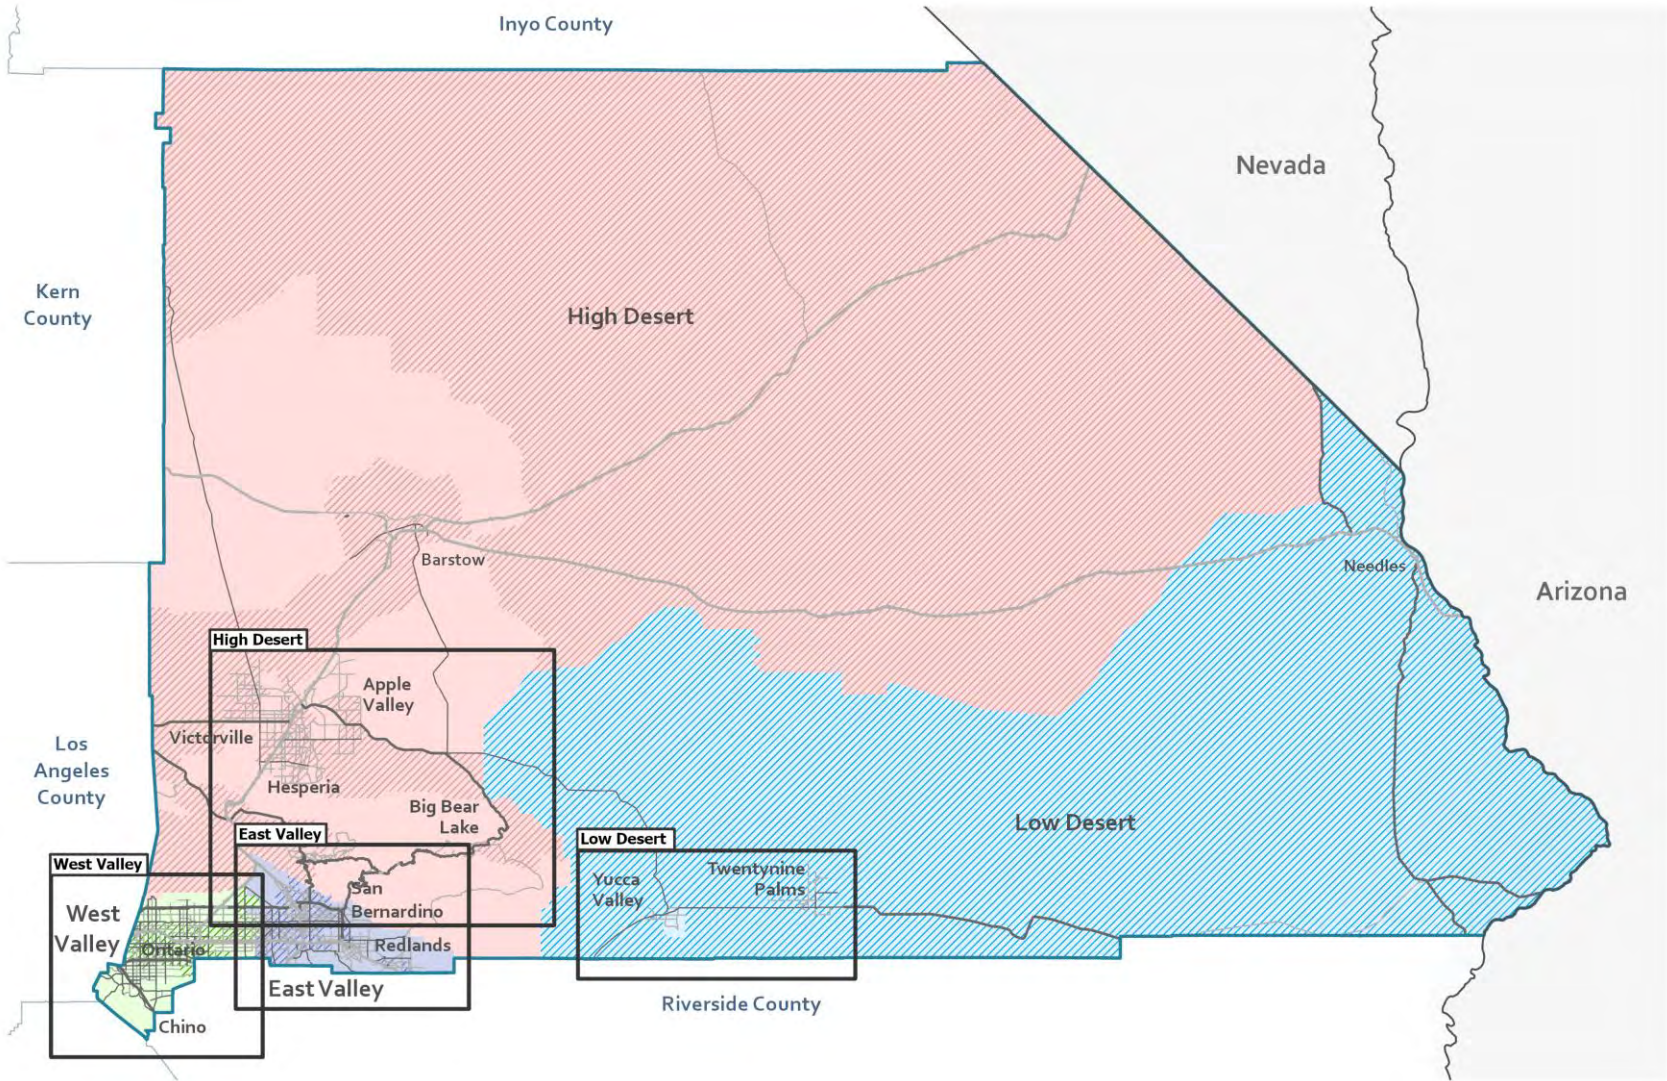 Inyo County
Nevada
Kern
County
High Desert
Barstow
Needles
Arizona
High Desert
Apple
Valley
Victorville
Los
Angeles
County
Hesperia
Big Bear
Lake
East Valley
Low Desert
Low Desert
West Valley
Twentynine
Palms
Yucca
Valley
San
Bernardino
West
Valley
Ontario
Redlands
East Valley
Riverside County
Chino